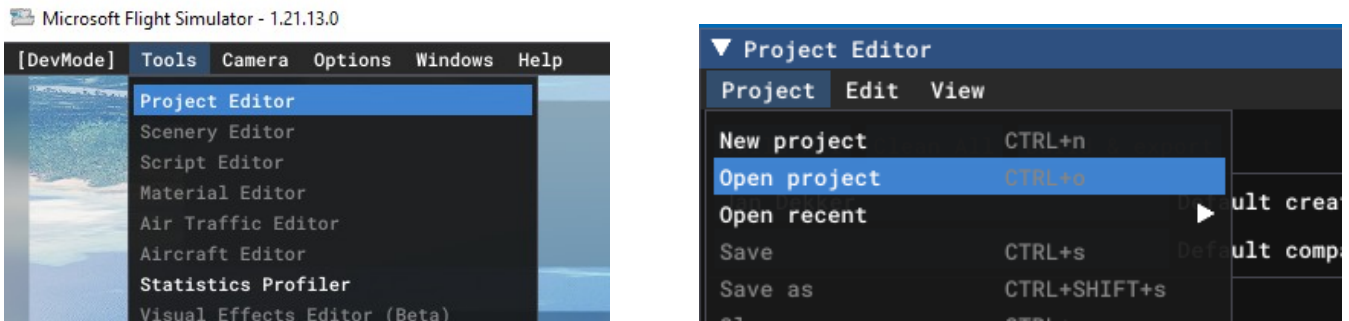 Microsoft Flight Simulator - 1.21.13.0
[DevMode] Tools Camera Options Windows Help
Project Editor
Scenery Editor
Script Editor
Material Editor
Air Traffic Editor
Aircraft Editor
Statistics Profiler
Visual Effects Editor (Beta)
Project Editor
Project Edit View
New project CTRL+n
Open project CTRL+o
Open recent
ult crea
Save CTRL+s
Default comp
Save as CTRL+SHIFT+s